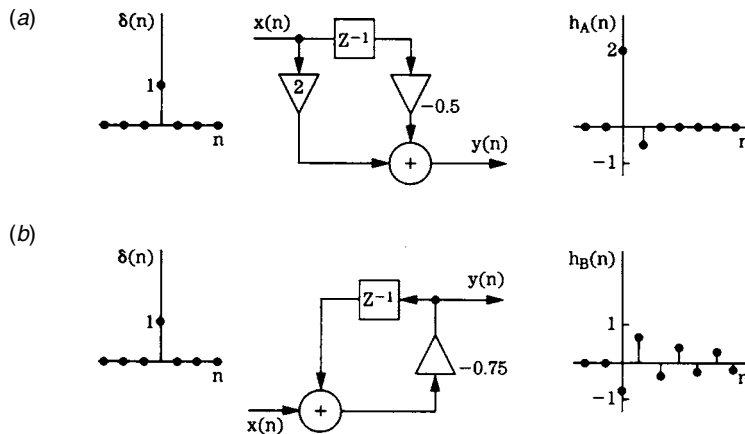 (a)
δ(n)
1
n
x(n)
Z⁻¹
2
−0.5
+
y(n)
h_A(n)
2
−1
n
(b)
δ(n)
1
n
Z⁻¹
y(n)
−0.75
+
x(n)
h_B(n)
1
−1
n